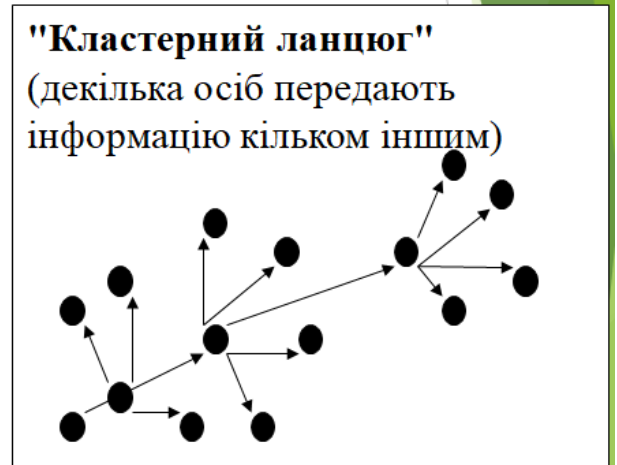 "Кластерний ланцюг"
(декілька осіб передають
інформацію кільком іншим)